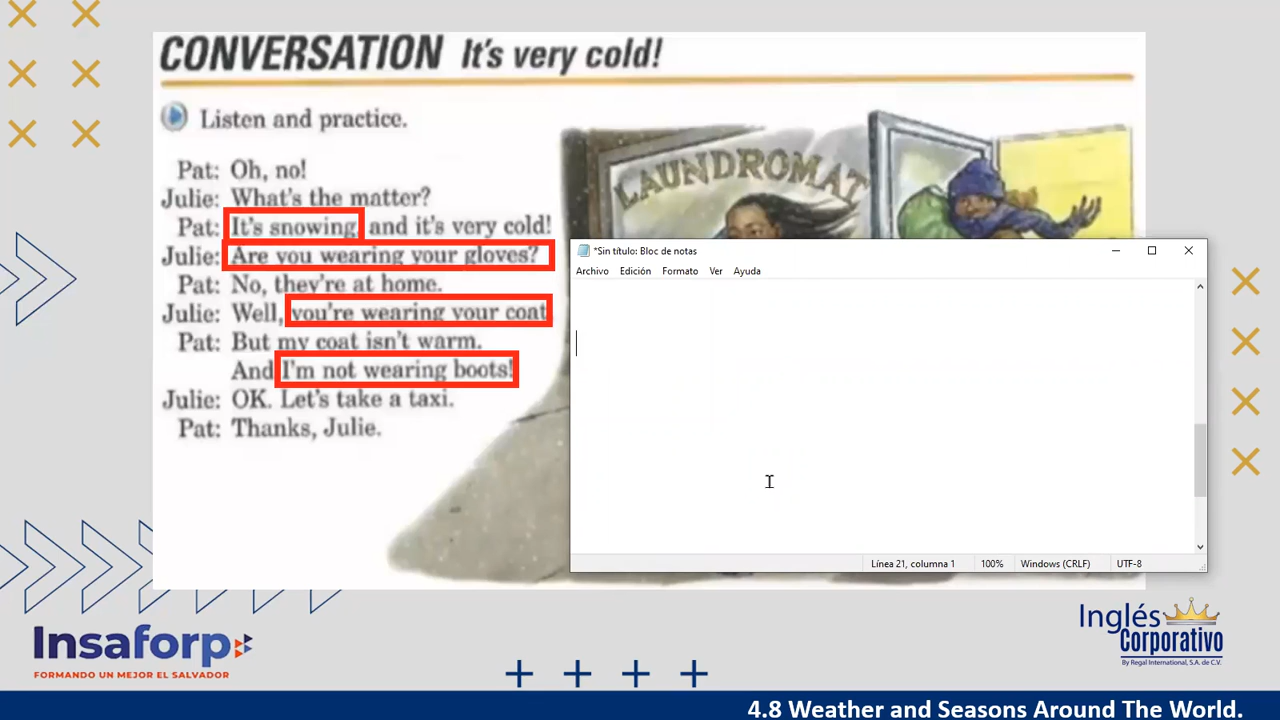 CONVERSATION It's very cold!
Listen and practice.
Pat: Oh, no!
Julie: What's the matter?
Pat: It's snowing and it's very cold!
Julie: Are you wearing your gloves?
Pat: No, they're at home.
Julie: Well, you're wearing your coat
Pat: But my coat isn't warm.
And I'm not wearing boots!
Julie: OK. Let's take a taxi.
Pat: Thanks, Julie.
LAUNDROMAT
*Sin título: Bloc de notas
Archivo Edición Formato Ver Ayuda
Línea 21, columna 1 100% Windows (CRLF) UTF-8
Insaforp
FORMANDO UN MEJOR EL SALVADOR
Inglés
Corporativo
By Regal International, S.A. de C.V.
4.8 Weather and Seasons Around The World.